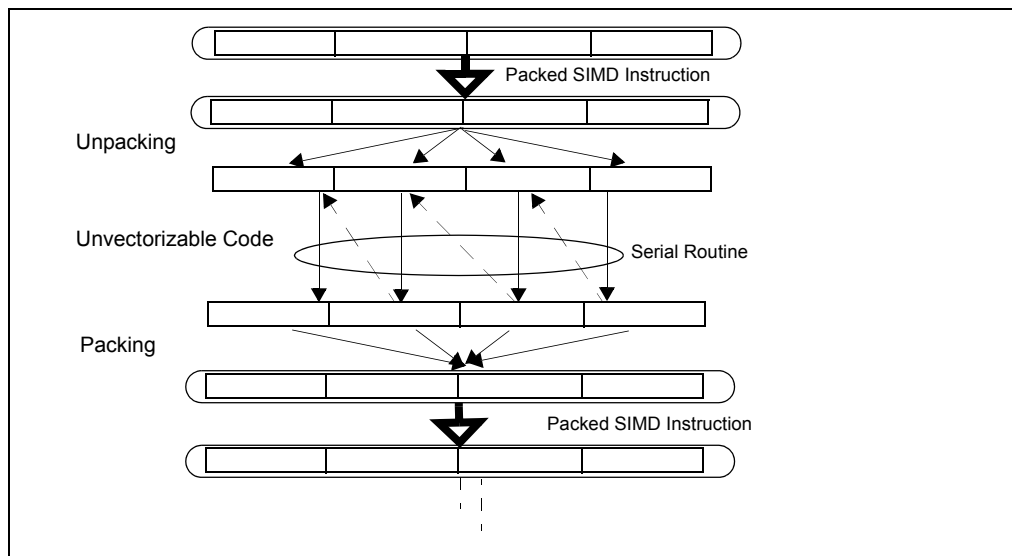 Packed SIMD Instruction
Unpacking
Unvectorizable Code
Serial Routine
Packing
Packed SIMD Instruction